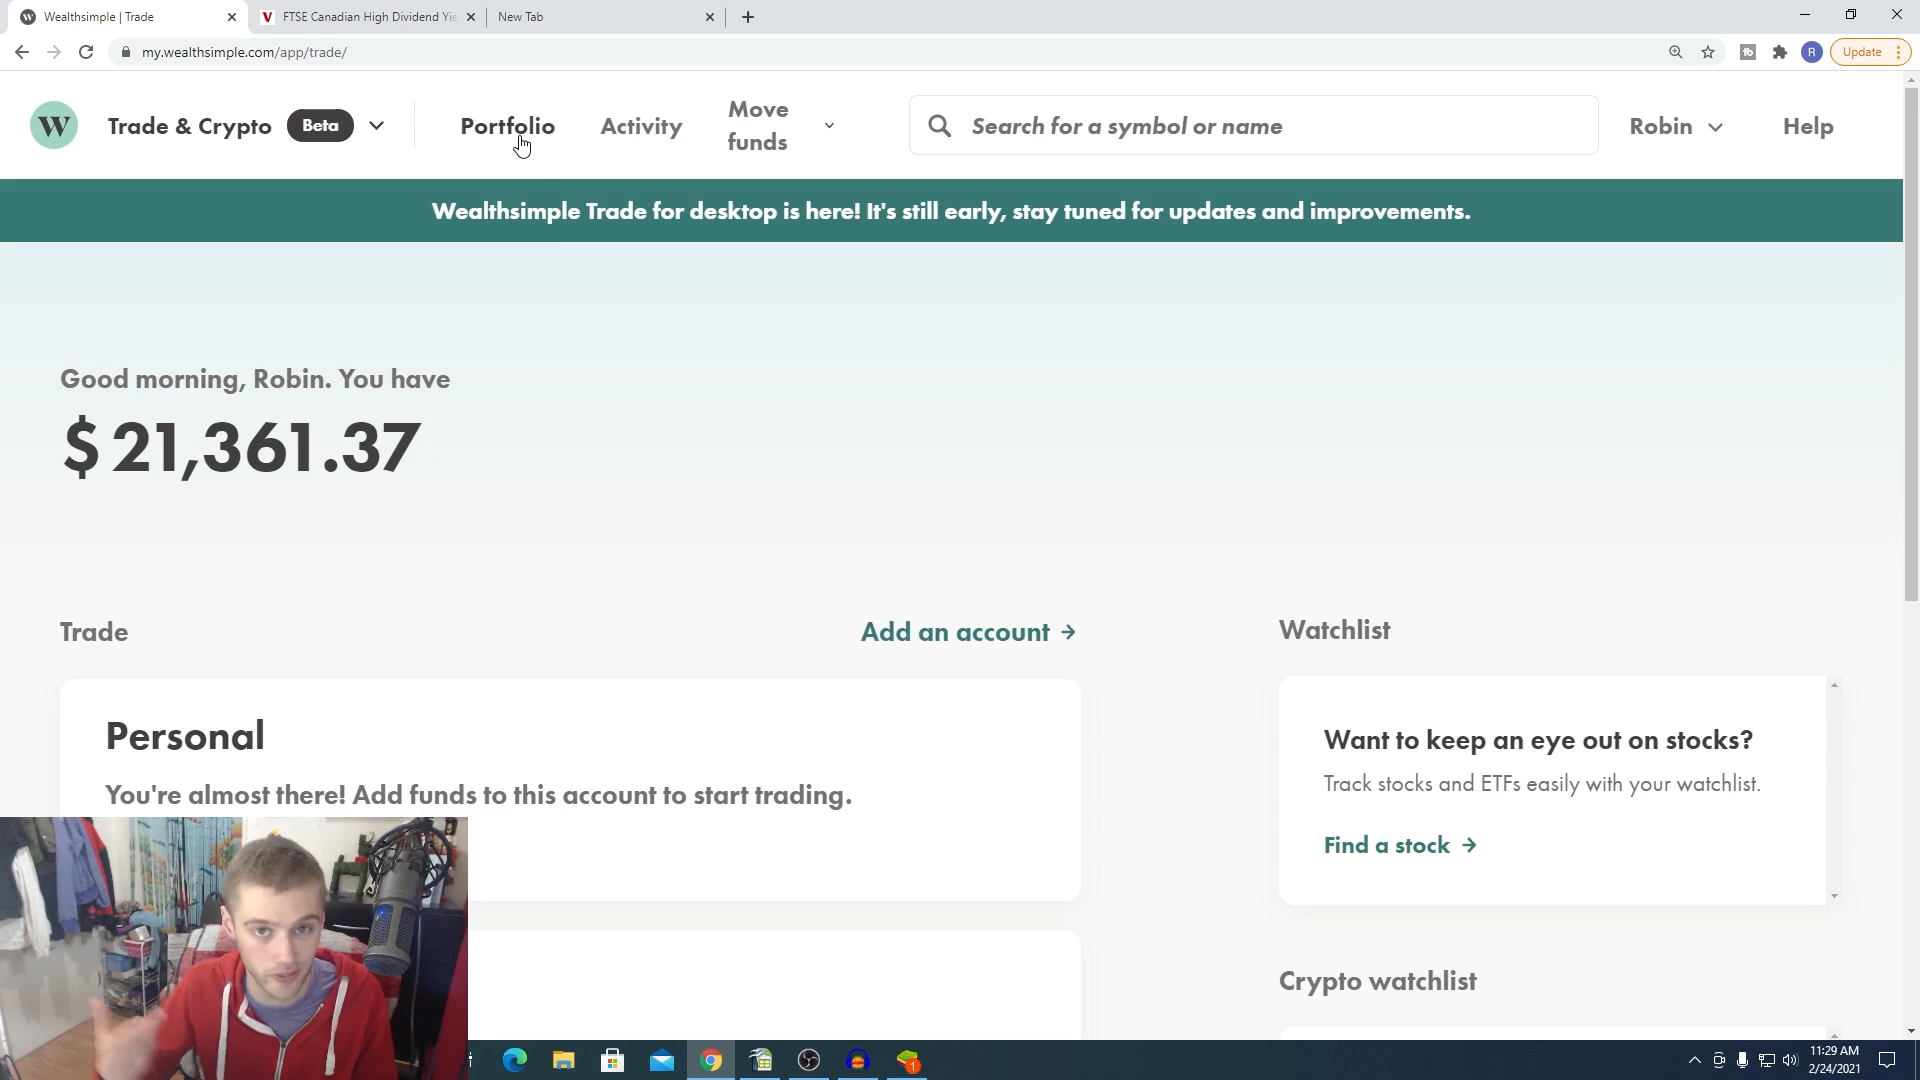 Wealthsimple | Trade
FTSE Canadian High Dividend Yie
New Tab
my.wealthsimple.com/app/trade/
R
Update
W
Trade & Crypto
Beta
Portfolio
Activity
Move
funds
Search for a symbol or name
Robin
Help
Wealthsimple Trade for desktop is here! It's still early, stay tuned for updates and improvements.
Good morning, Robin. You have
$ 21,361.37
Trade
Add an account
Watchlist
Personal
You're almost there! Add funds to this account to start trading.
Want to keep an eye out on stocks?
Track stocks and ETFs easily with your watchlist.
Find a stock
Crypto watchlist
1
11:29 AM
2/24/2021